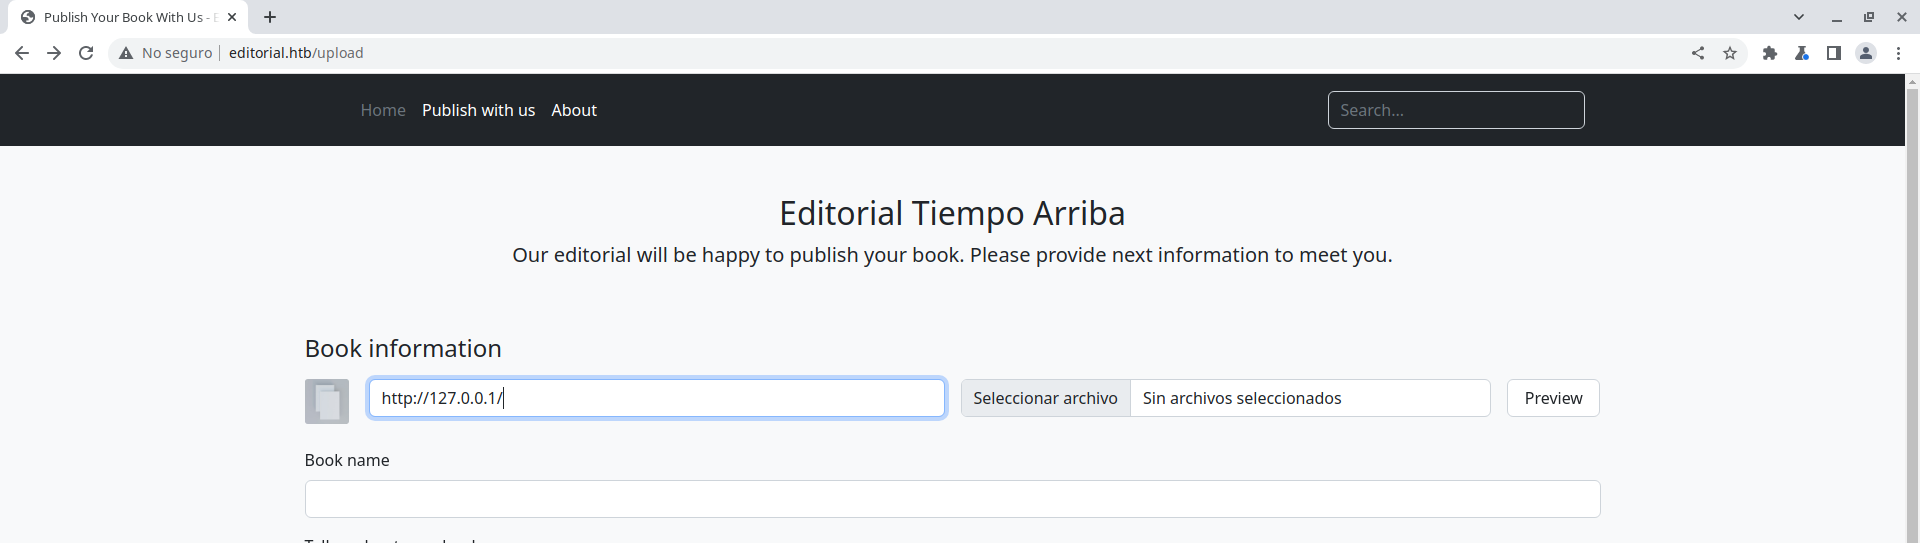 Publish Your Book With Us -
No seguro editorial.htb/upload
Home Publish with us About Search...
Editorial Tiempo Arriba
Our editorial will be happy to publish your book. Please provide next information to meet you.
Book information
http://127.0.0.1/ Seleccionar archivo Sin archivos seleccionados Preview
Book name